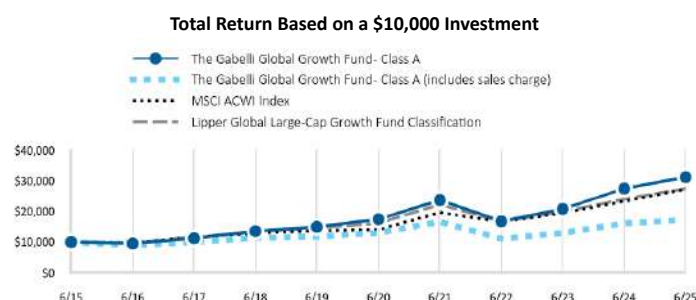 Total Return Based on a $10,000 Investment
The Gabelli Global Growth Fund- Class A
The Gabelli Global Growth Fund- Class A (includes sales charge)
MSCI ACWI Index
Lipper Global Large-Cap Growth Fund Classification
$40,000
$30,000
$20,000
$10,000
$0
6/15 6/16 6/17 6/18 6/19 6/20 6/21 6/22 6/23 6/24 6/25